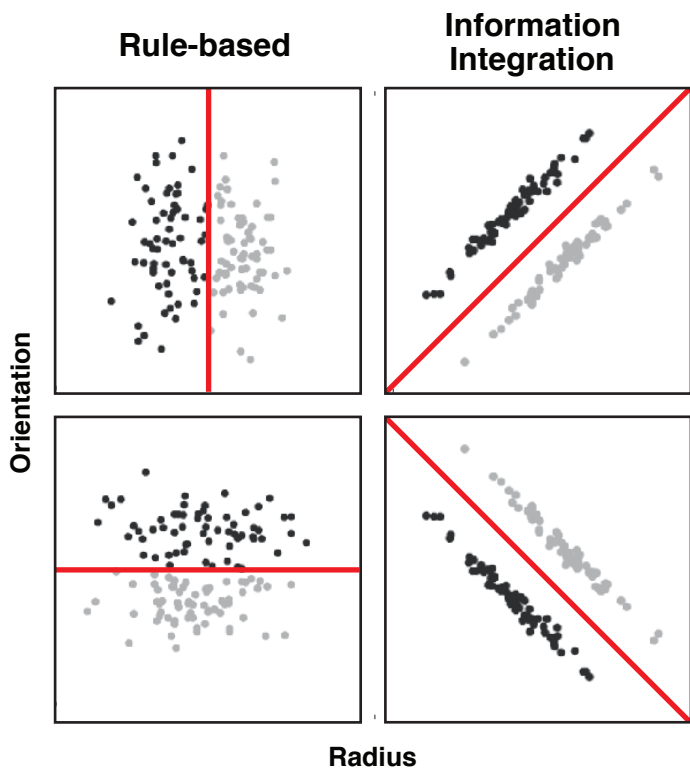 Rule-based
Information
Integration
Orientation
Radius